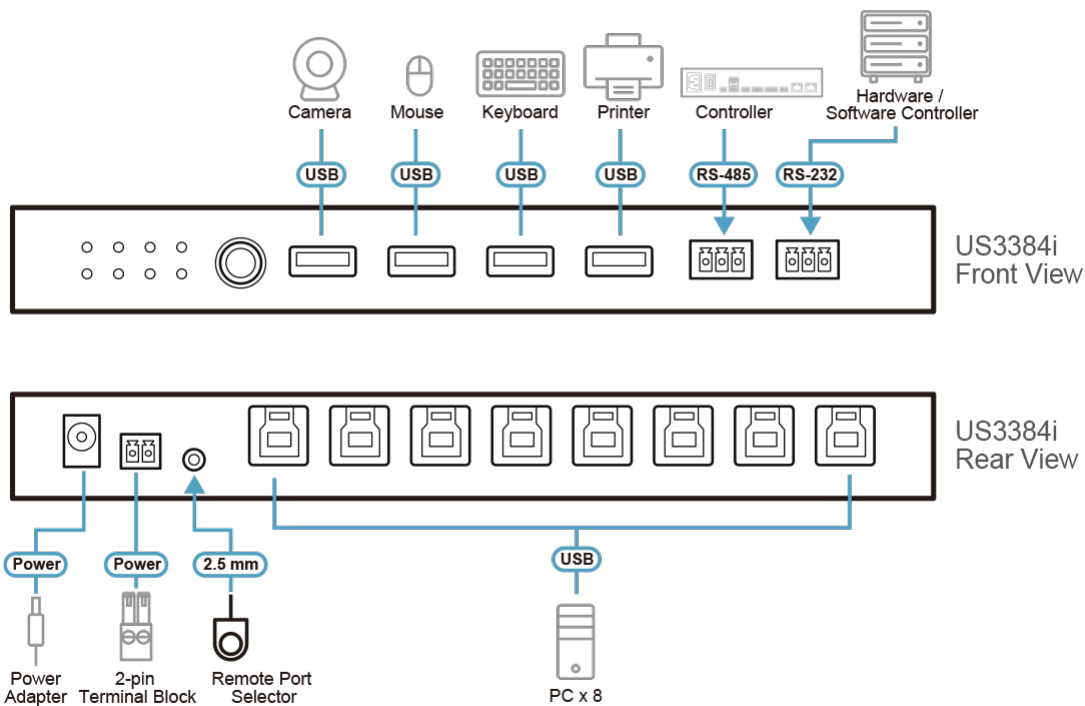 Camera
Mouse
Keyboard
Printer
Controller
Hardware /
Software Controller
USB
USB
USB
USB
RS-485
RS-232
US3384i
Front View
US3384i
Rear View
Power
Power
2.5 mm
USB
Power
Adapter
2-pin
Terminal Block
Remote Port
Selector
PC x 8